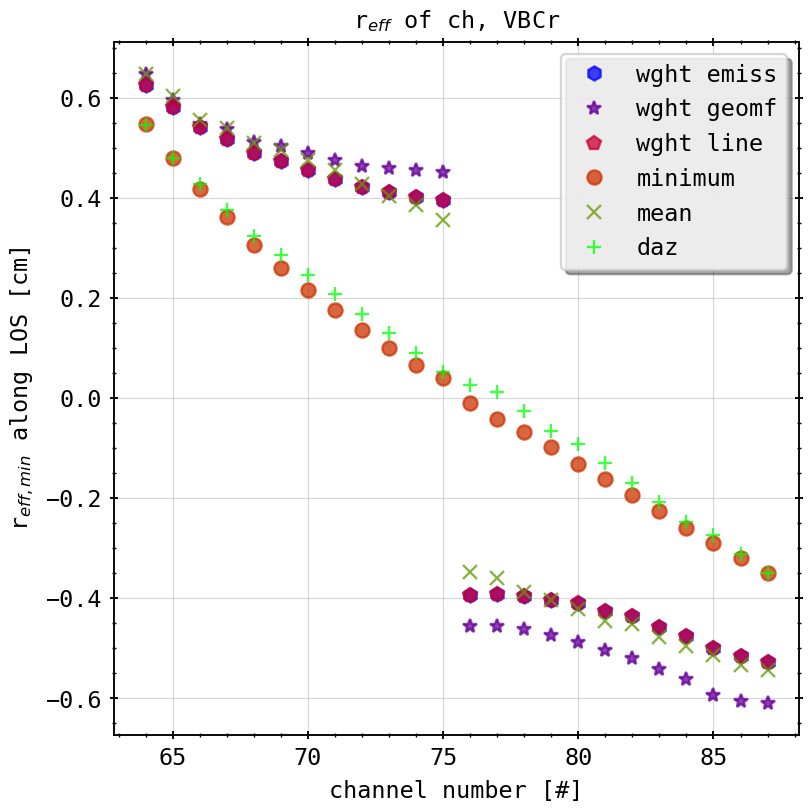 r_eff of ch, VBCr
wght emiss
wght geomf
wght line
minimum
mean
daz
r_eff,min along LOS [cm]
0.6
0.4
0.2
0.0
−0.2
−0.4
−0.6
65 70 75 80 85
channel number [#]